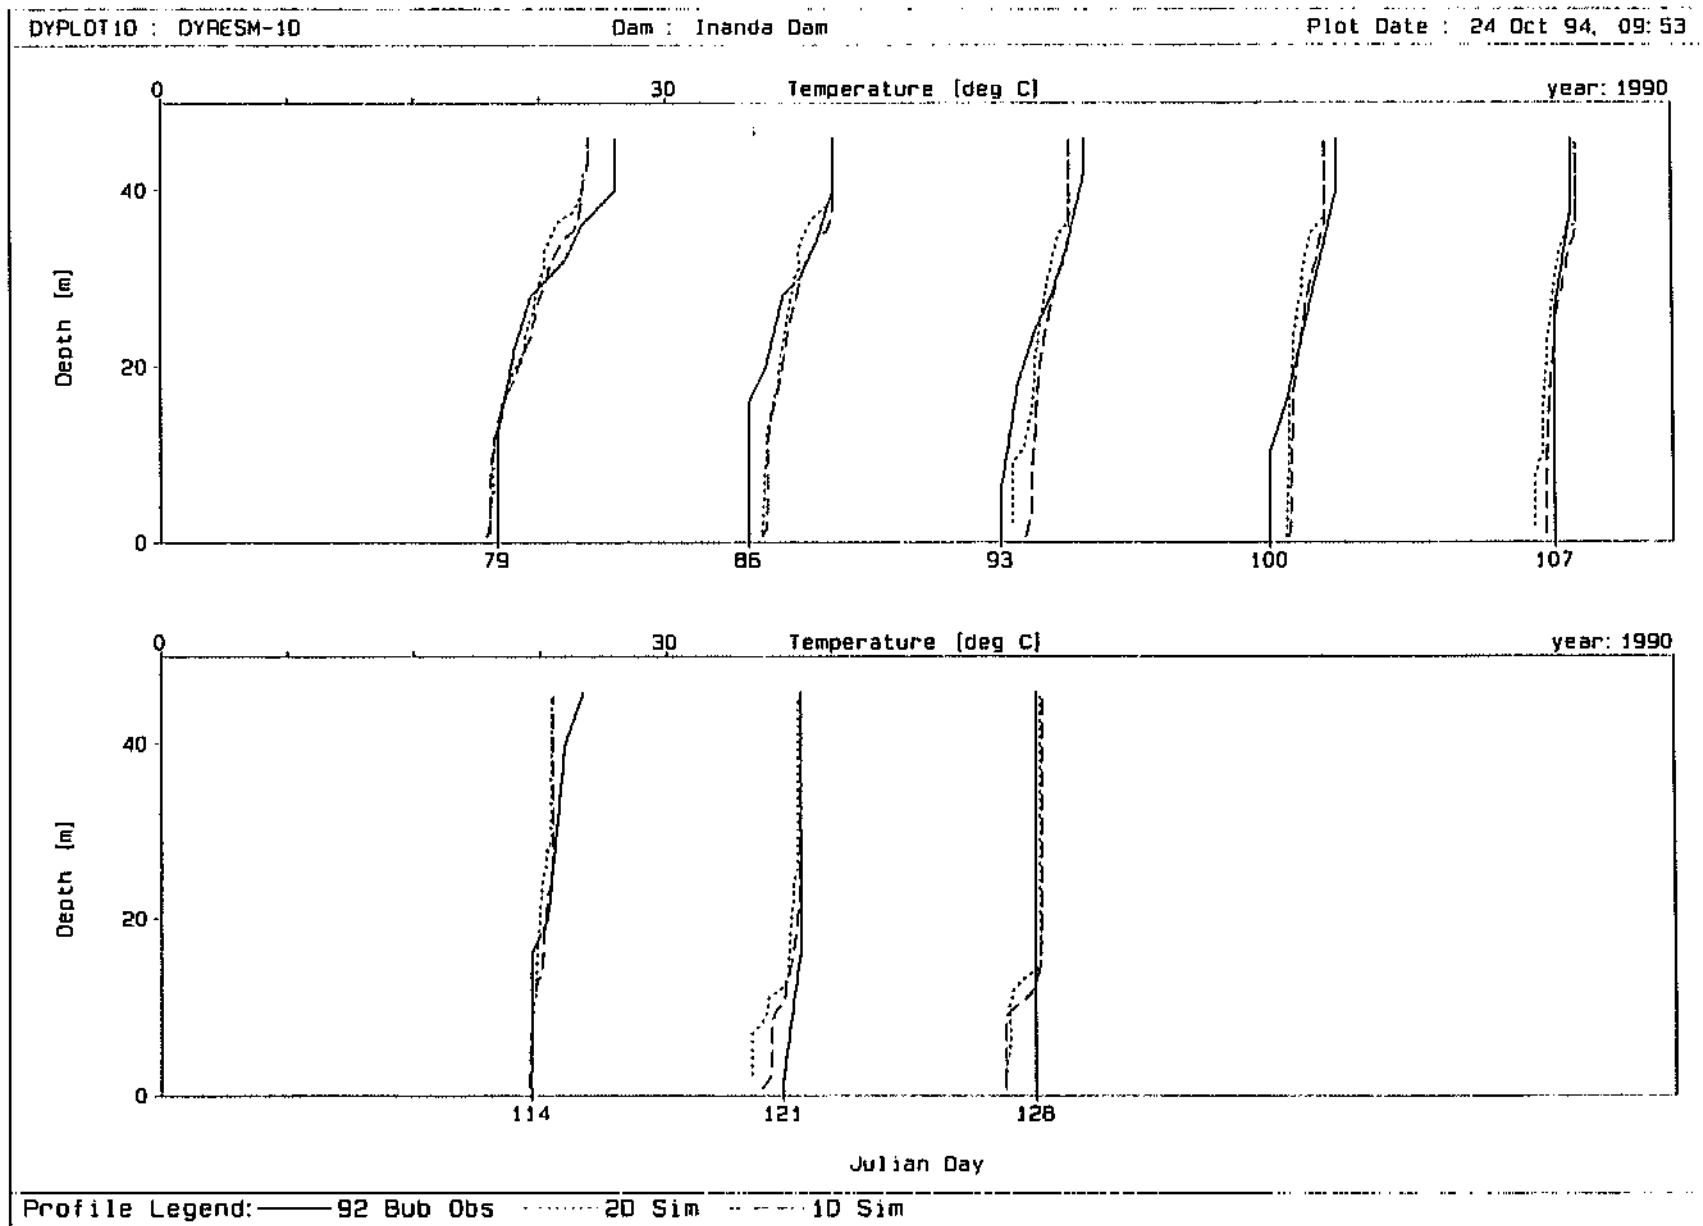 DYPLOT1D : DYRESM-1D Dam : Inanda Dam Plot Date : 24 Oct 94, 09:53
0 30 Temperature [deg C] year: 1990
40
20
0
Depth [m]
79 86 93 100 107
0 30 Temperature [deg C] year: 1990
40
20
0
Depth [m]
114 121 128
Julian Day
Profile Legend: 92 Bub Obs 2D Sim 1D Sim